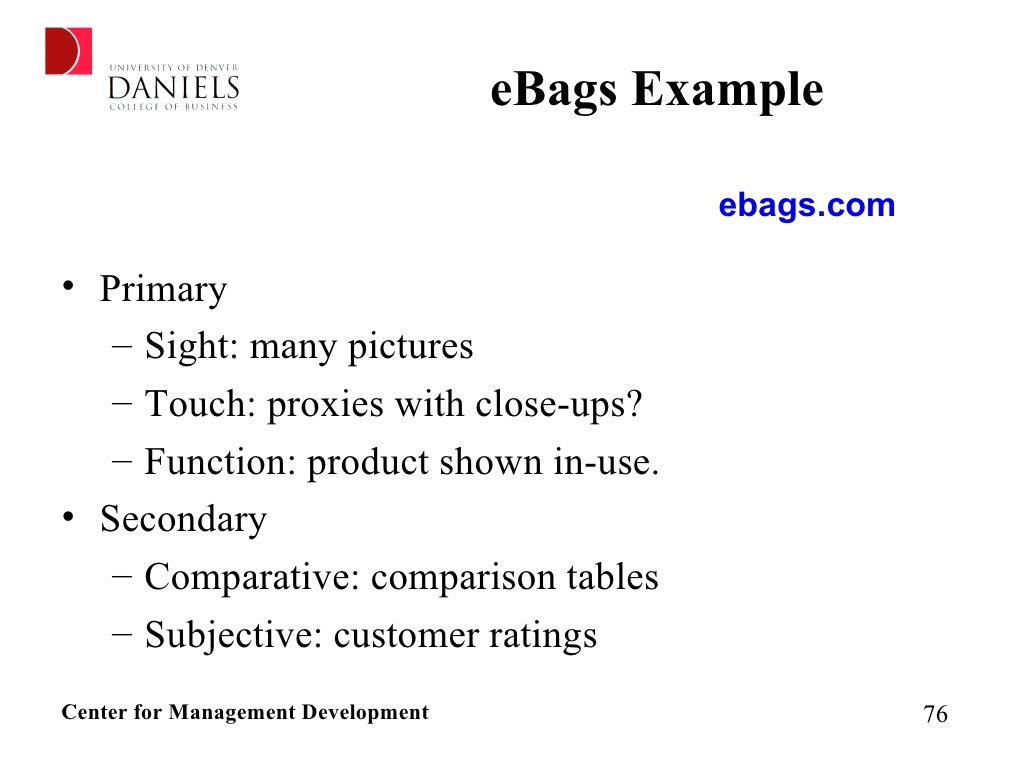 UNIVERSITY OF DENVER
DANIELS
COLLEGE OF BUSINESS
eBags Example
ebags.com
• Primary
– Sight: many pictures
– Touch: proxies with close-ups?
– Function: product shown in-use.
• Secondary
– Comparative: comparison tables
– Subjective: customer ratings
Center for Management Development
76